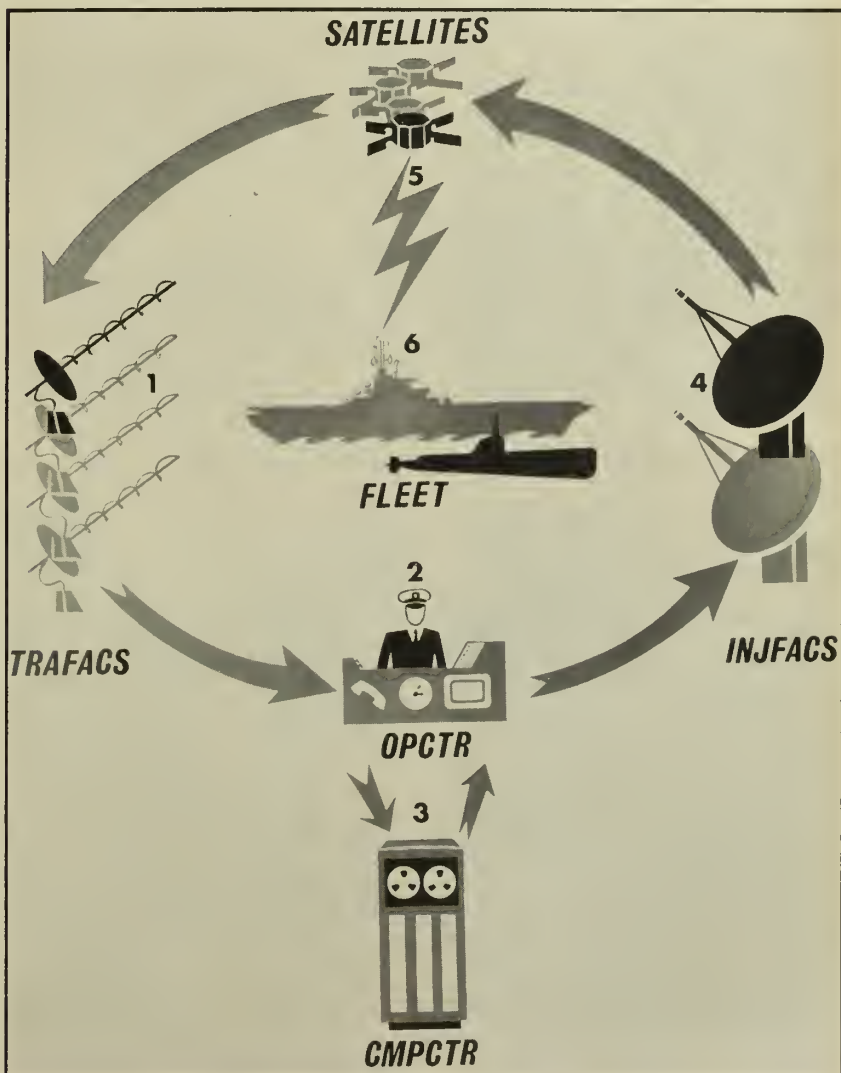 SATELLITES
5
6
1
4
FLEET
2
TRAFACS
INJFACS
OPCTR
3
CMPCTR